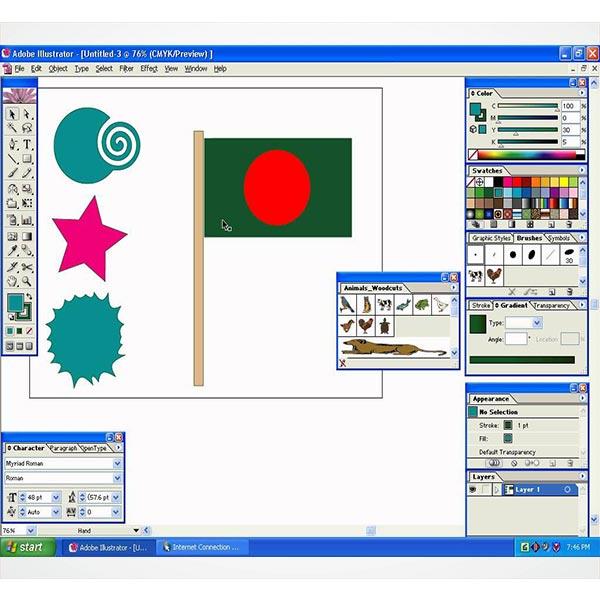 Adobe Illustrator - [Untitled-3 @ 76% (CMYK/Preview) ]
File Edit Object Type Select Filter Effect View Window Help
Color
C 100 %
M 0 %
Y 30 %
K 5 %
Swatches
Graphic Styles Brushes Symbols
30
Stroke Gradient Transparency
Type:
Angle: ° Location: %
Animals_Woodcuts
Appearance
No Selection
Stroke: 1 pt
Fill:
Default Transparency
Layers
Layer 1
Character Paragraph OpenType
Myriad Roman
Roman
48 pt (57.6 pt
Auto 0
76% Hand
start Adobe Illustrator - [U... Internet Connection ... 7:46 PM